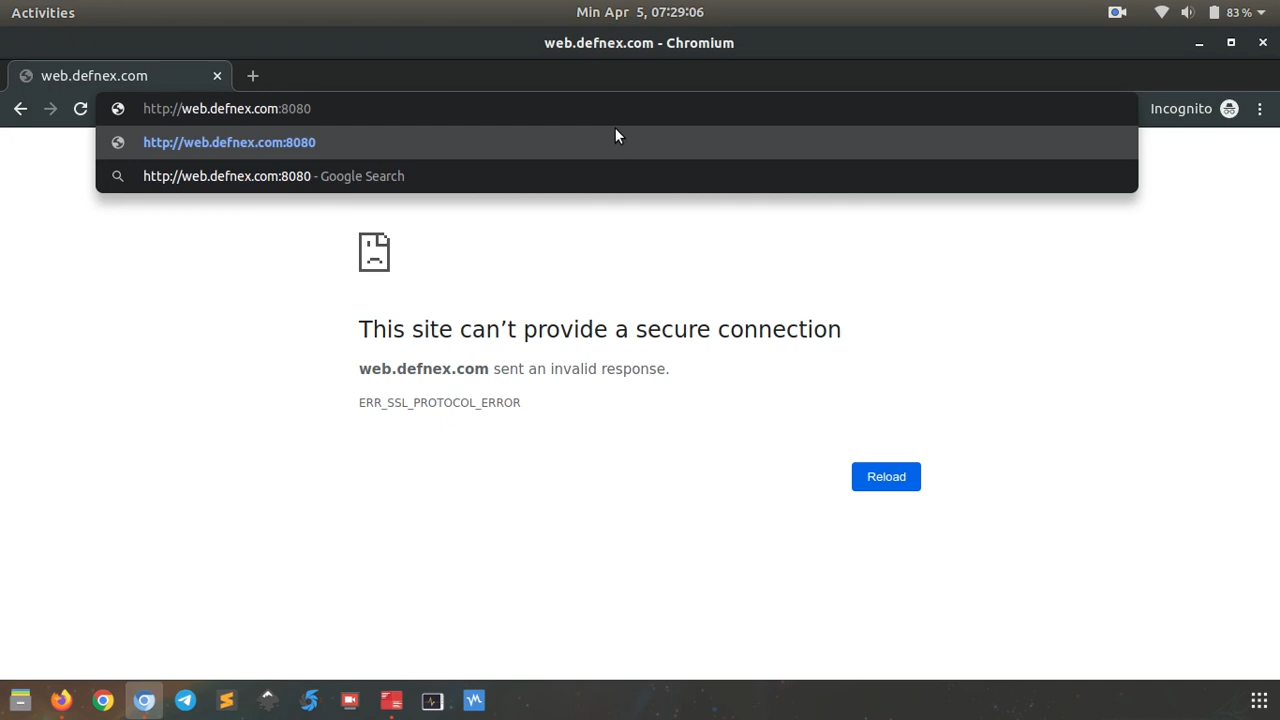 Activities
Min Apr 5, 07:29:06
83 %
web.defnex.com - Chromium
web.defnex.com
http://web.defnex.com:8080
Incognito
http://web.defnex.com:8080
http://web.defnex.com:8080 - Google Search
This site can't provide a secure connection
web.defnex.com sent an invalid response.
ERR_SSL_PROTOCOL_ERROR
Reload